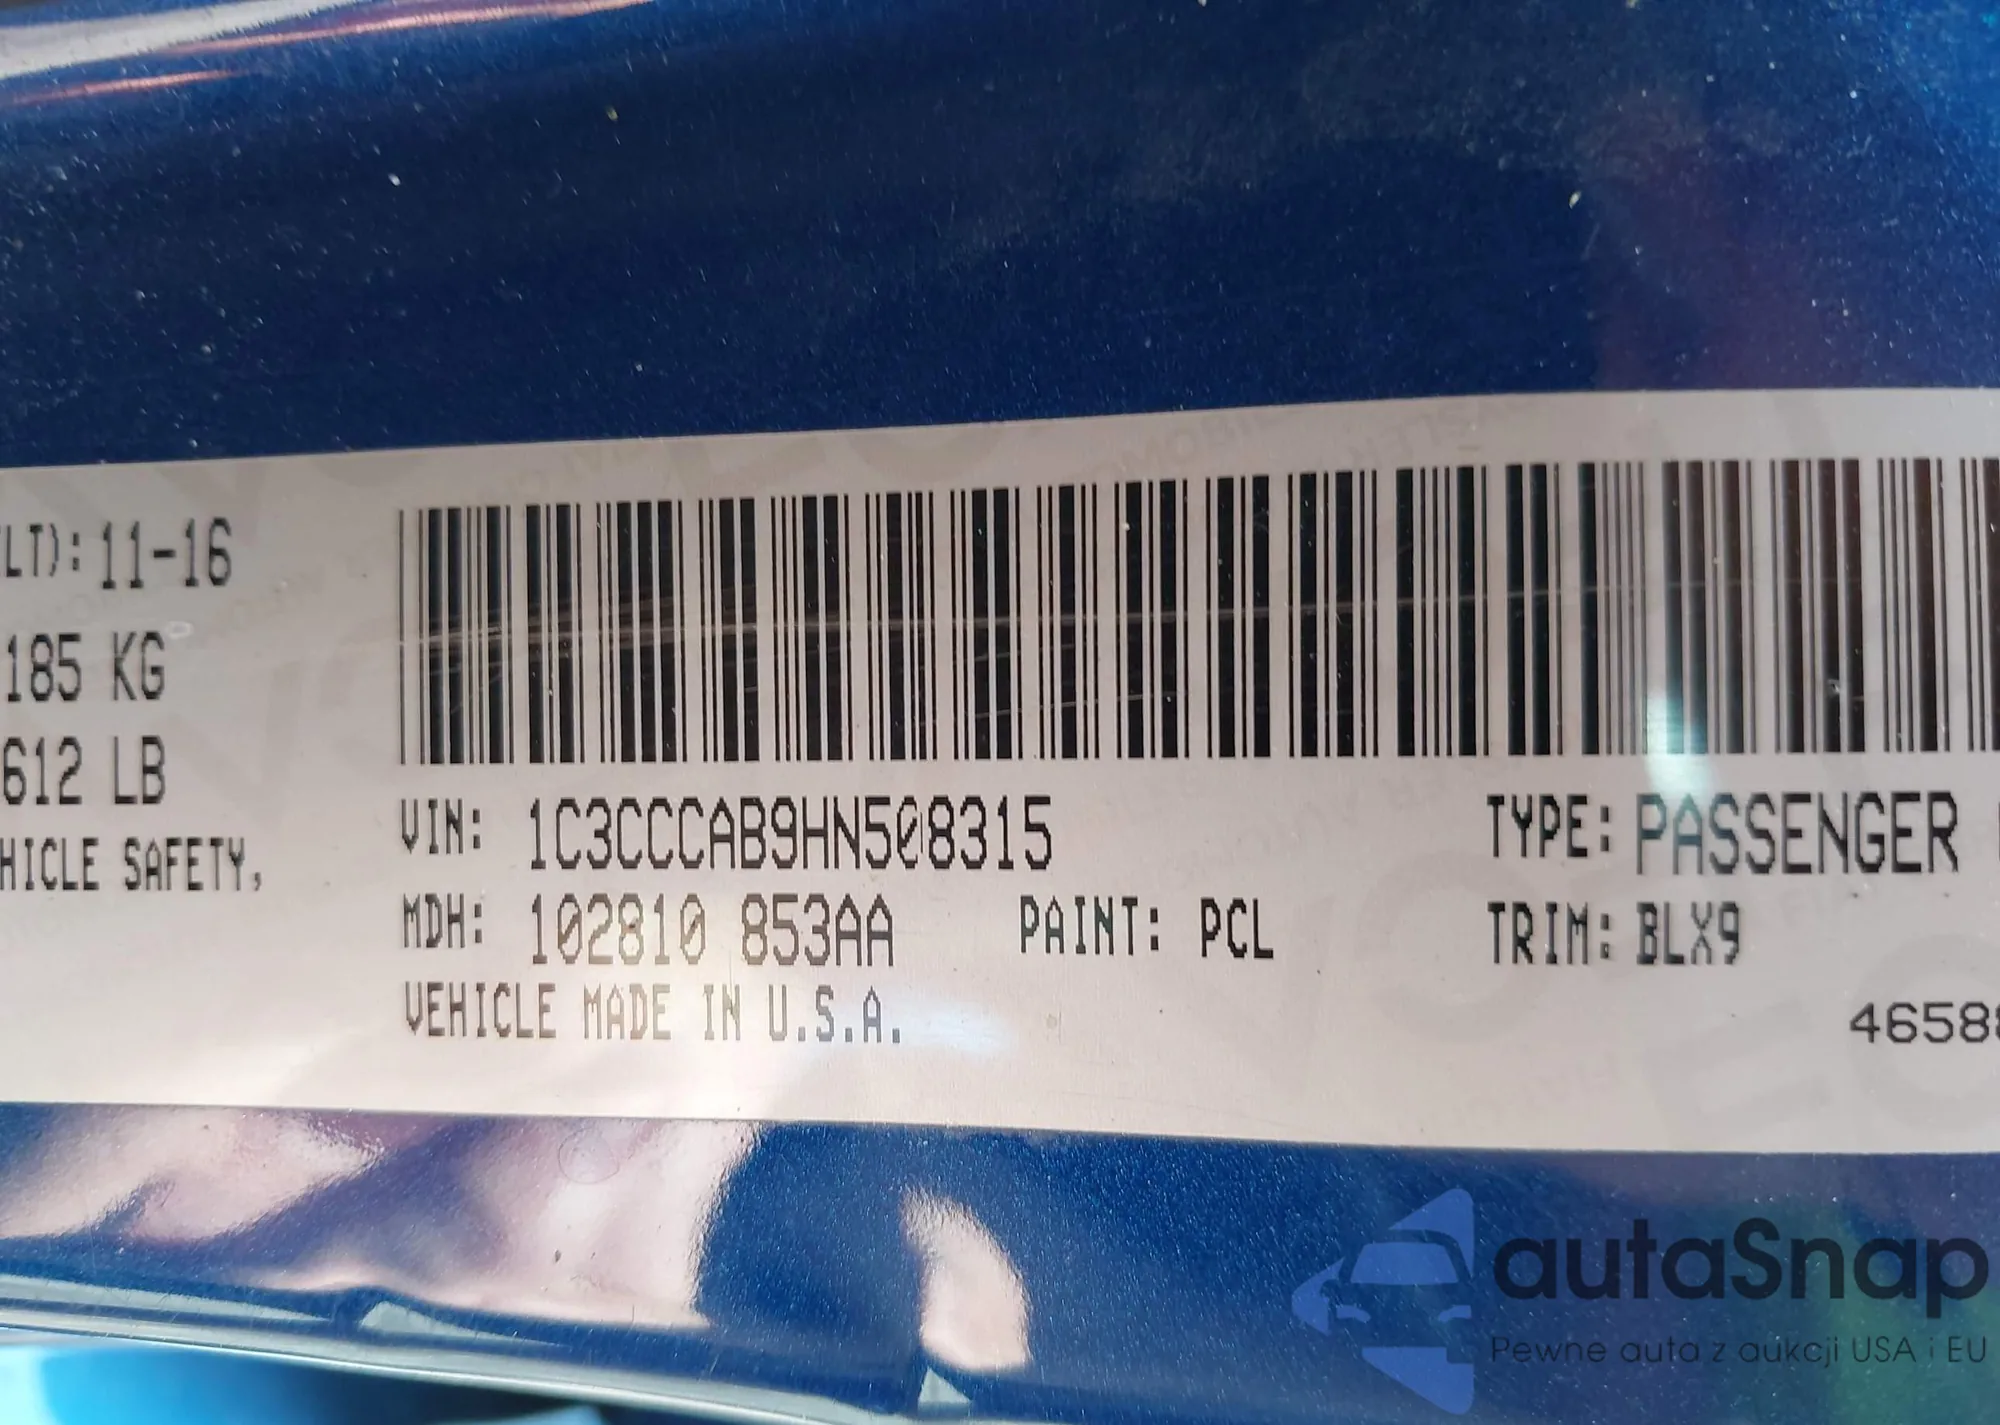 LT): 11-16
185 KG
612 LB
HICLE SAFETY,
VIN: 1C3CCCAB9HN508315
TYPE: PASSENGER
MDH: 102810 853AA
PAINT: PCL
TRIM: BLX9
VEHICLE MADE IN U.S.A.
4658
autaSnap
Pewne auta z aukcji USA i EU